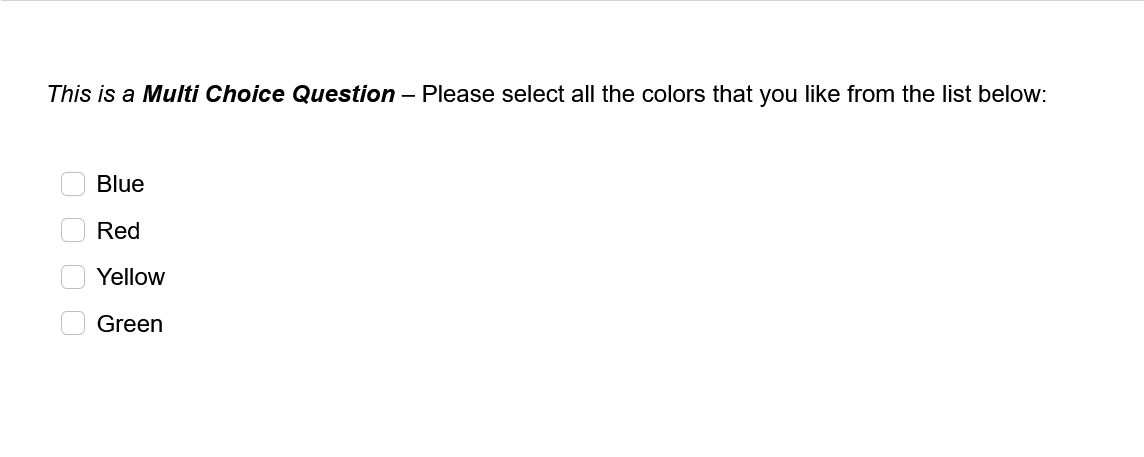 This is a Multi Choice Question – Please select all the colors that you like from the list below:
Blue
Red
Yellow
Green